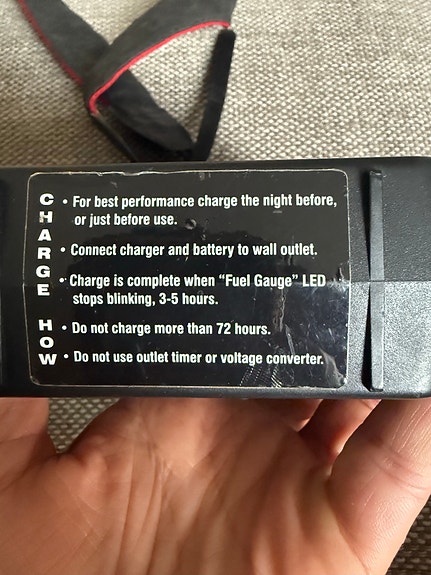 CHARGE HOW
• For best performance charge the night before,
or just before use.
• Connect charger and battery to wall outlet.
• Charge is complete when "Fuel Gauge" LED
stops blinking, 3-5 hours.
• Do not charge more than 72 hours.
• Do not use outlet timer or voltage converter.